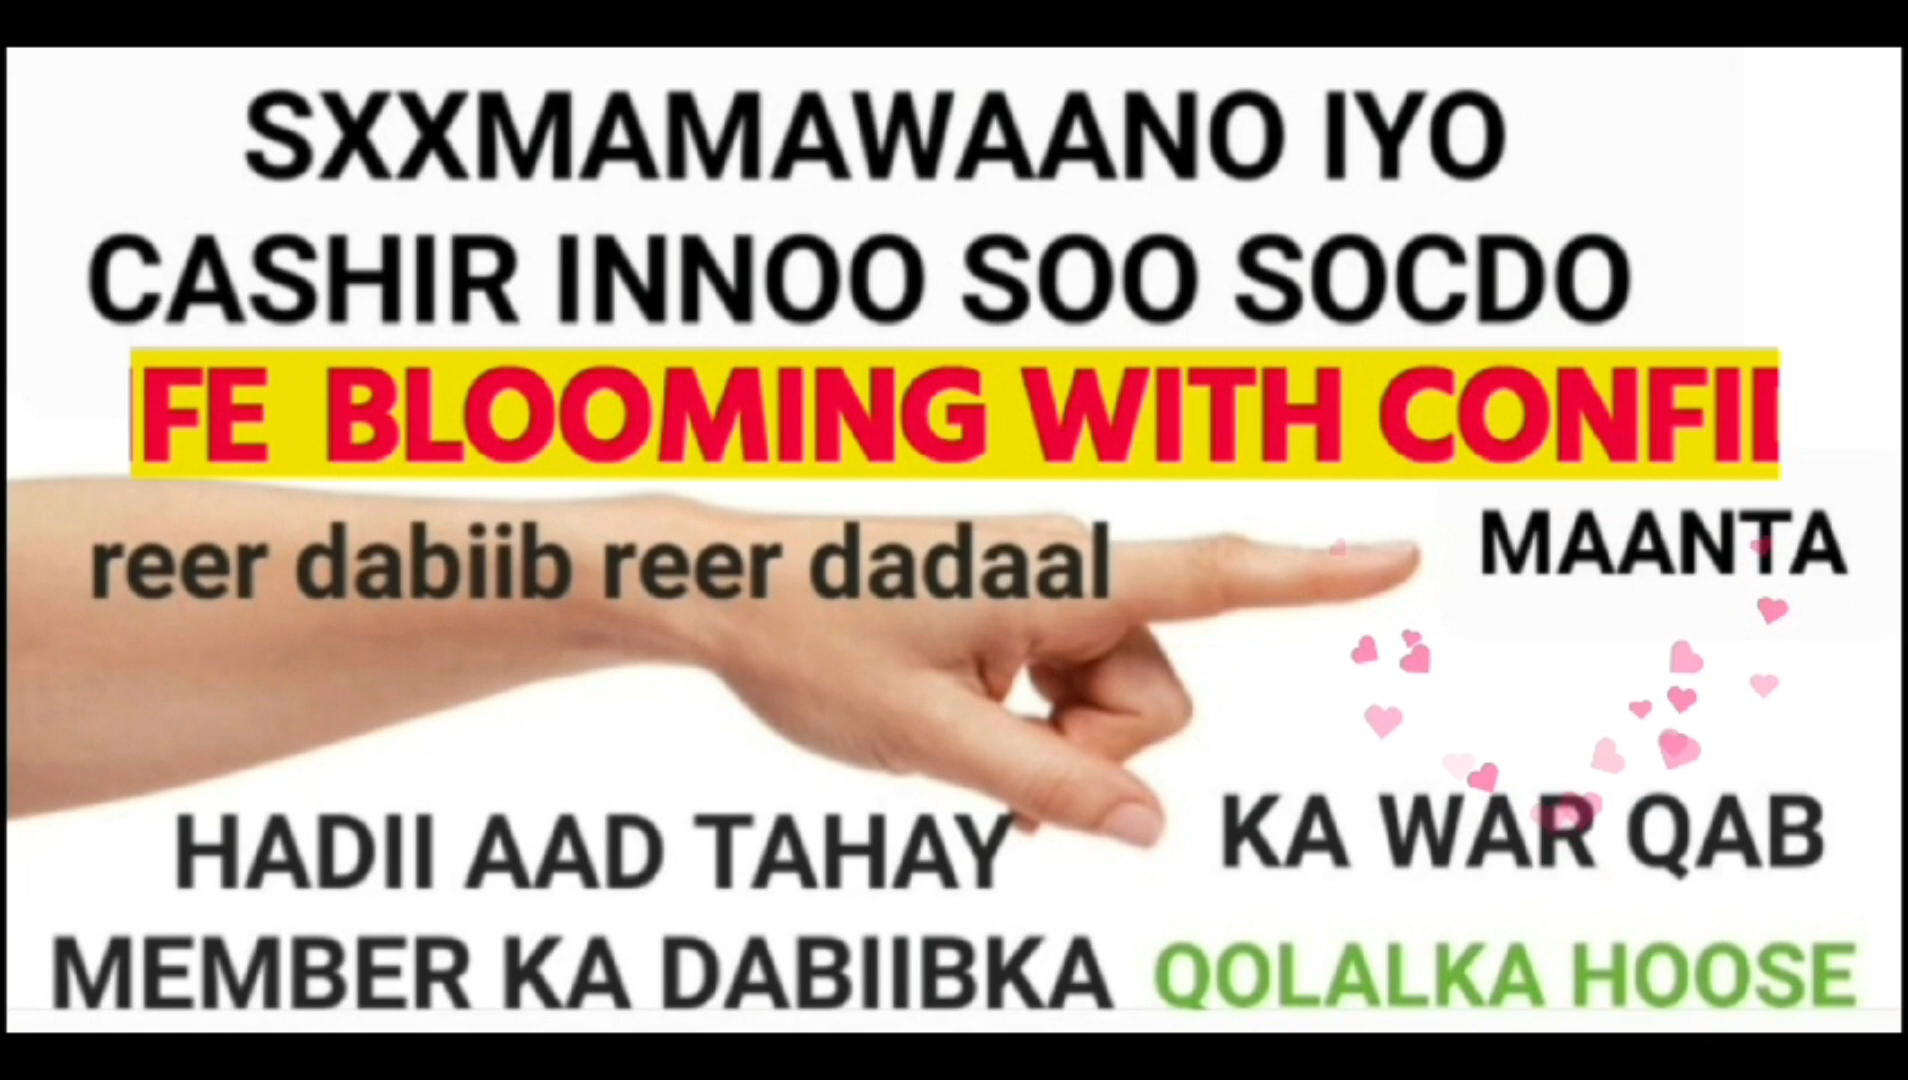 SXXMAMAWAANO IYO
CASHIR INNOO SOO SOCDO
FE BLOOMING WITH CONFI
reer dabiib reer dadaal
MAANTA
HADII AAD TAHAY
MEMBER KA DABIIBKA
KA WAR QAB
QOLALKA HOOSE